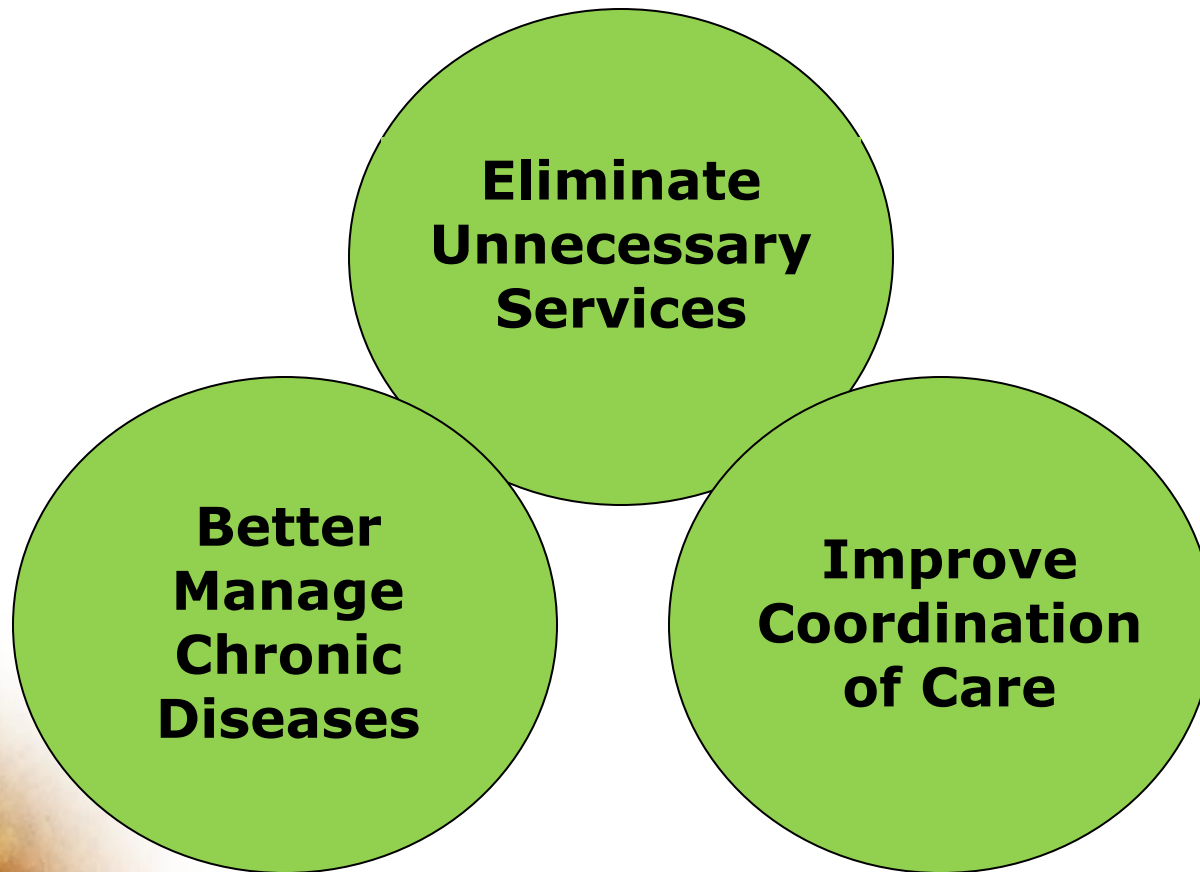 Eliminate
Unnecessary
Services
Better
Manage
Chronic
Diseases
Improve
Coordination
of Care